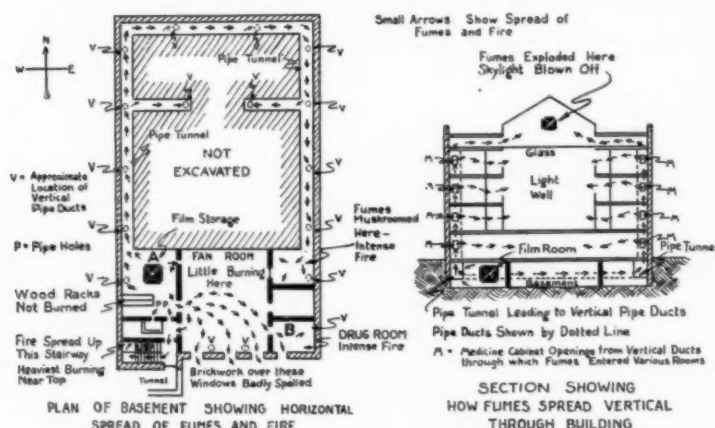 Small Arrows Show Spread of
Fumes and Fire
N
W E
S
V
V
V
V
Pipe Tunnel
V
V
V
V
Pipe Tunnel
NOT
EXCAVATED
V
V
V = Approximate
Location of
Vertical
Pipe Ducts
V
V
P = Pipe Holes
Film Storage
V
V
Fumes
Mushroomed
Here -
Intense
Fire
A
FAN ROOM
Little Burning
Here
V
V
Wood Racks
Not Burned
P
V
B
DRUG ROOM
Intense Fire
Fire Spread Up
This Stairway
Heaviest Burning
Near Top
Tunnel
Brickwork over these
Windows Badly Spalled
PLAN OF BASEMENT SHOWING HORIZONTAL
SPREAD OF FUMES AND FIRE
Fumes Exploded Here
Skylight Blown Off
Glass
M
M
Light
Well
M
M
M
M
Film Room
Pipe Tunnel
Basement
Pipe Tunnel Leading to Vertical Pipe Ducts
Pipe Ducts Shown by Dotted Line
M = Medicine Cabinet Openings from Vertical Ducts
through which Fumes Entered Various Rooms
SECTION SHOWING
HOW FUMES SPREAD VERTICAL
THROUGH BUILDING